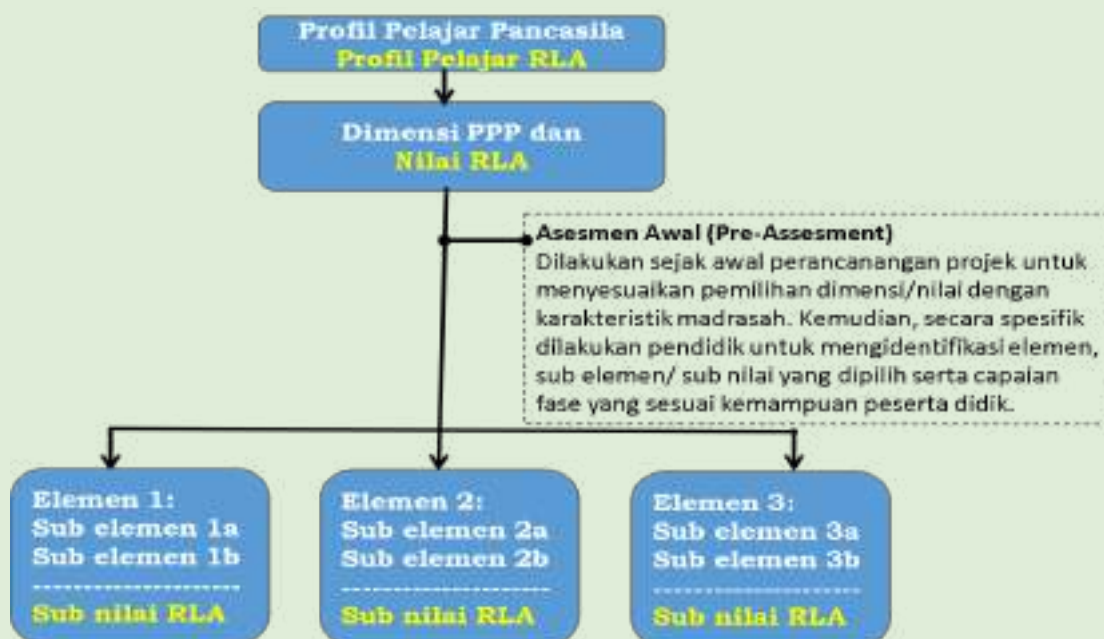 Profil Pelajar Pancasila
Profil Pelajar RLA
Dimensi PPP dan
Nilai RLA
Asesmen Awal (Pre-Assesment)
Dilakukan sejak awal perancanangan projek untuk
menyesuaikan pemilihan dimensi/nilai dengan
karakteristik madrasah. Kemudian, secara spesifik
dilakukan pendidik untuk mengidentifikasi elemen,
sub elemen/ sub nilai yang dipilih serta capaian
fase yang sesuai kemampuan peserta didik.
Elemen 1:
Sub elemen 1a
Sub elemen 1b
--------------------
Sub nilai RLA
Elemen 2:
Sub elemen 2a
Sub elemen 2b
--------------------
Sub nilai RLA
Elemen 3:
Sub elemen 3a
Sub elemen 3b
--------------------
Sub nilai RLA